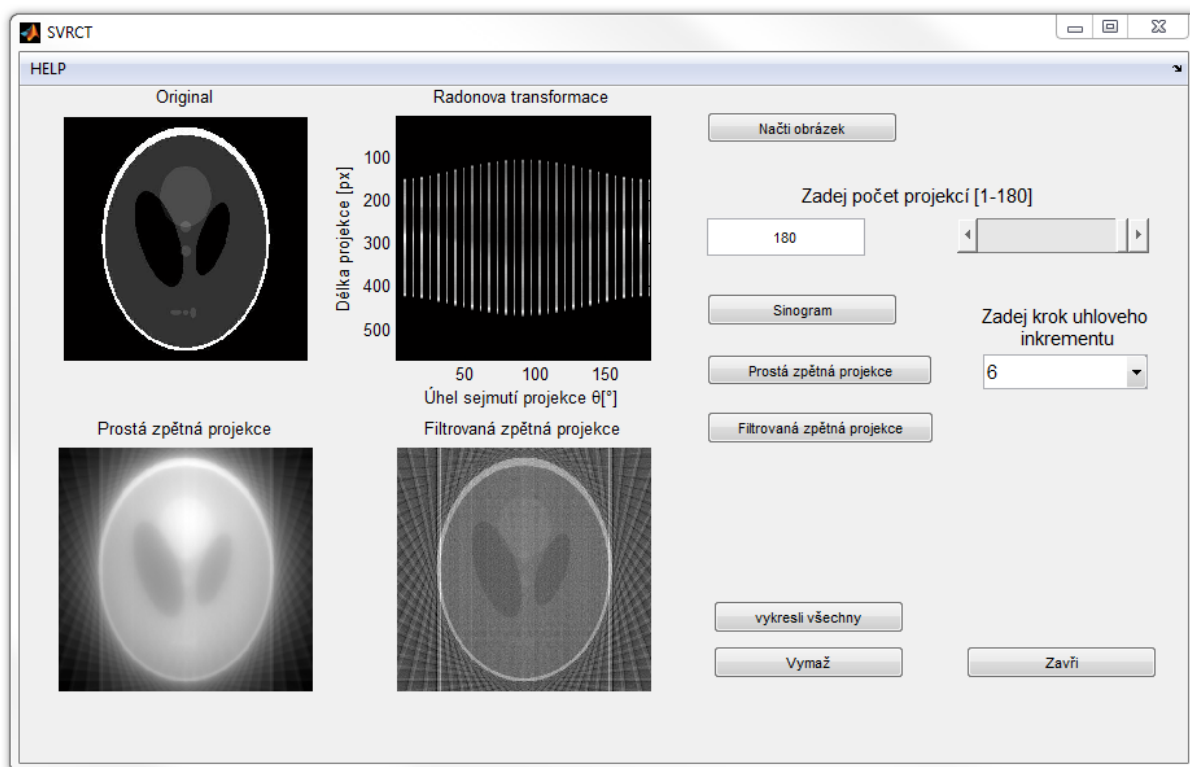 SVRCT
HELP
Original
Radonova transformace
Délka projekce [px]
100
200
300
400
500
50 100 150
Úhel sejmutí projekce θ[°]
Prostá zpětná projekce
Filtrovaná zpětná projekce
Načti obrázek
Zadej počet projekcí [1-180]
180
Sinogram
Zadej krok uhloveho
inkrementu
Prostá zpětná projekce
6
Filtrovaná zpětná projekce
vykresli všechny
Vymaž
Zavři